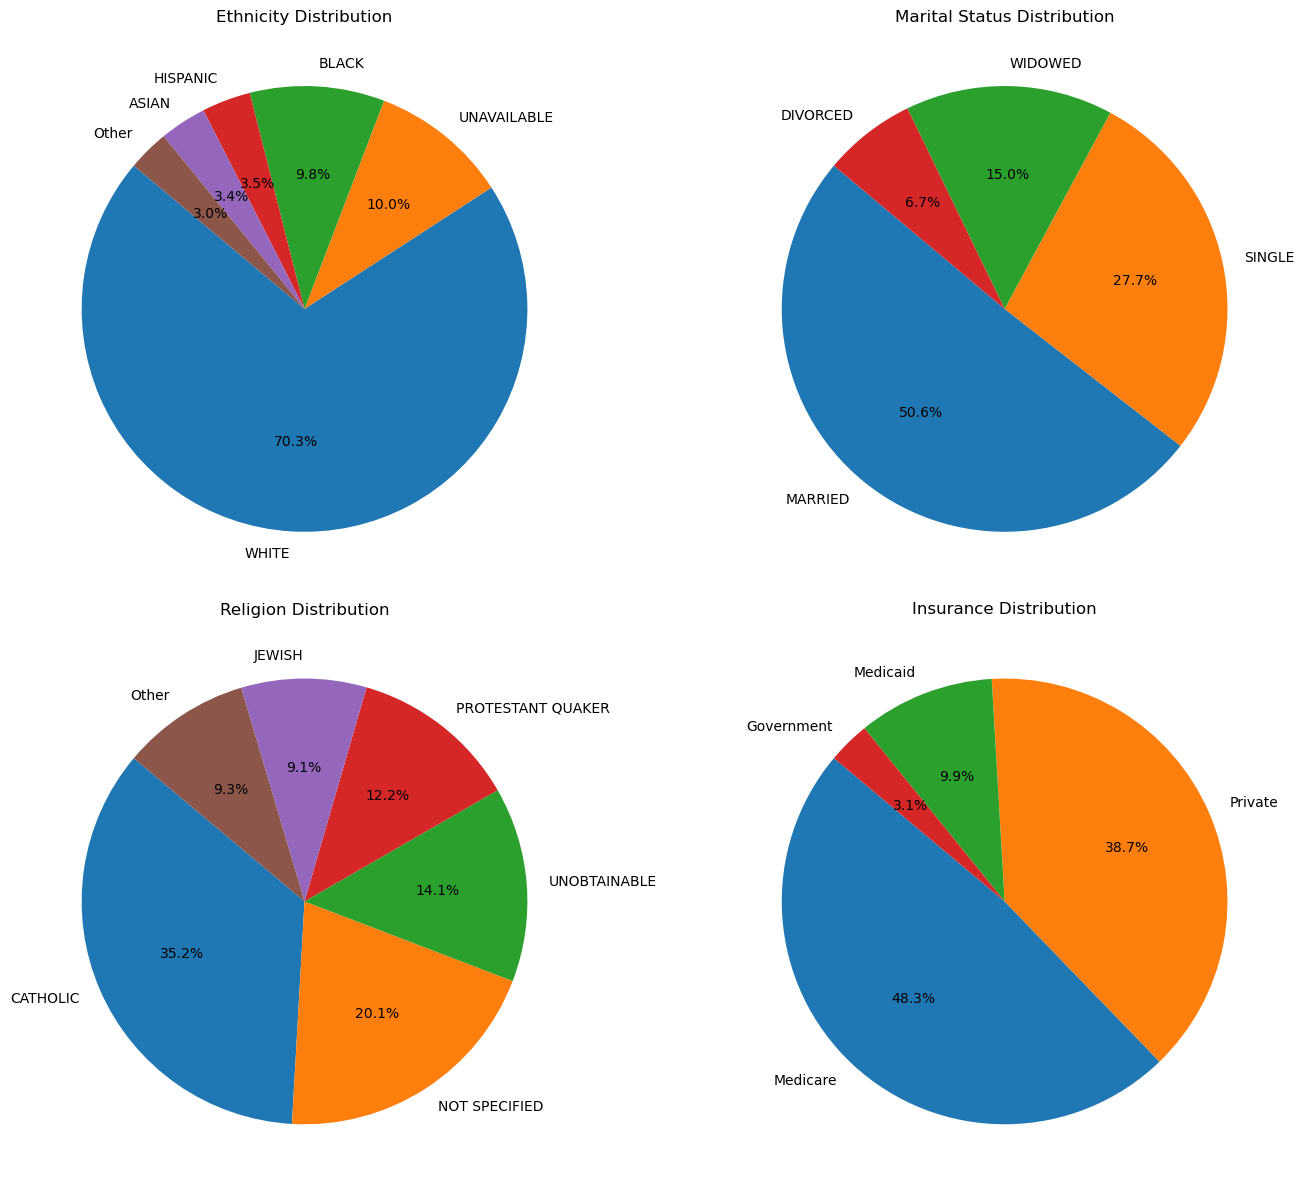 Ethnicity Distribution
BLACK
HISPANIC
ASIAN
Other
UNAVAILABLE
9.8%
3.5%
3.4%
3.0%
10.0%
70.3%
WHITE
Marital Status Distribution
WIDOWED
DIVORCED
15.0%
6.7%
SINGLE
27.7%
50.6%
MARRIED
Religion Distribution
JEWISH
Other
PROTESTANT QUAKER
9.1%
9.3%
12.2%
UNOBTAINABLE
14.1%
35.2%
CATHOLIC
20.1%
NOT SPECIFIED
Insurance Distribution
Medicaid
Government
9.9%
3.1%
Private
38.7%
48.3%
Medicare